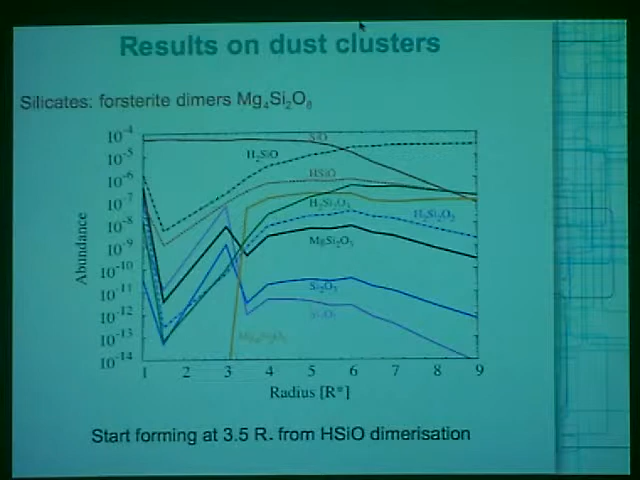 Results on dust clusters
Silicates: forsterite dimers Mg₄Si₂O₈
Abundance
10⁻⁴
10⁻⁵
10⁻⁶
10⁻⁷
10⁻⁸
10⁻⁹
10⁻¹⁰
10⁻¹¹
10⁻¹²
10⁻¹³
10⁻¹⁴
SiO
H₂SiO
HSiO
H₂Si₂O₃
H₂Si₂O₂
MgSi₂O₃
Si₂O₃
1 2 3 4 5 6 7 8 9
Radius [R*]
Start forming at 3.5 R* from HSiO dimerisation